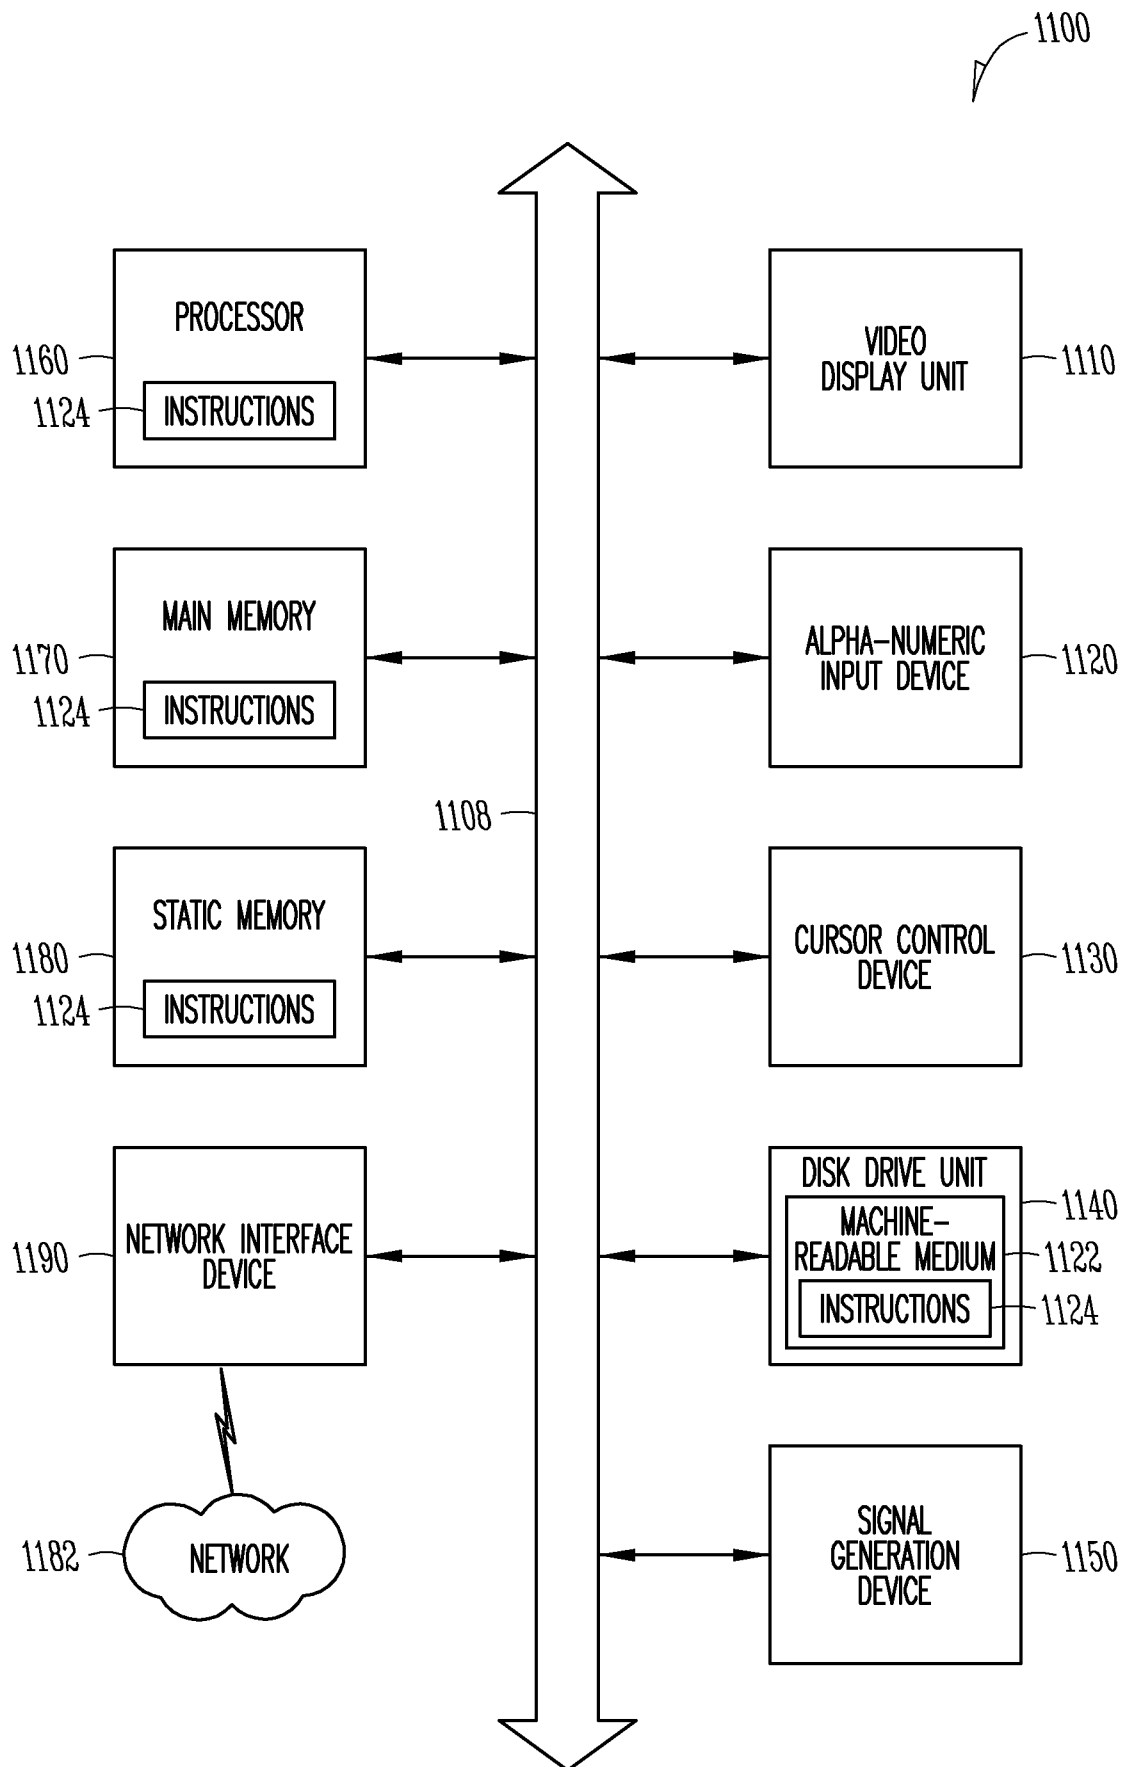 1100
PROCESSOR
1160
1124
INSTRUCTIONS
VIDEO
DISPLAY UNIT
1110
MAIN MEMORY
1170
1124
INSTRUCTIONS
ALPHA-NUMERIC
INPUT DEVICE
1120
1108
STATIC MEMORY
1180
1124
INSTRUCTIONS
CURSOR CONTROL
DEVICE
1130
NETWORK INTERFACE
DEVICE
1190
DISK DRIVE UNIT
1140
MACHINE-
READABLE MEDIUM
1122
INSTRUCTIONS
1124
1182
NETWORK
SIGNAL
GENERATION
DEVICE
1150